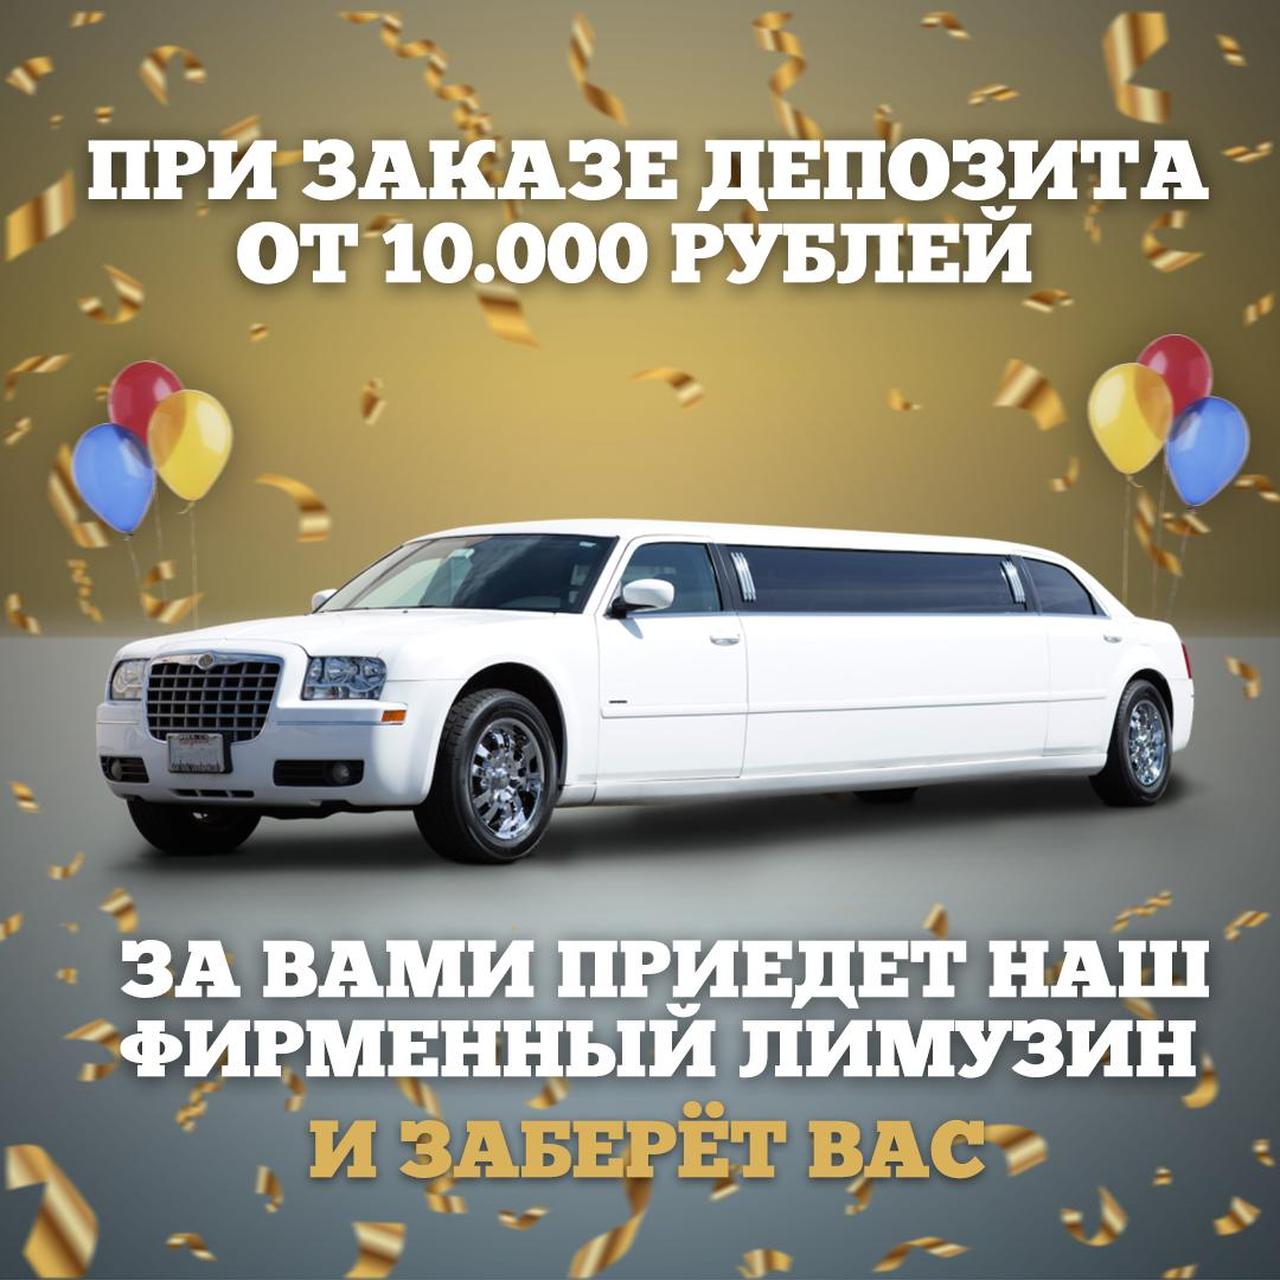 ПРИ ЗАКАЗЕ ДЕПОЗИТА
ОТ 10.000 РУБЛЕЙ
ЗА ВАМИ ПРИЕДЕТ НАШ
ФИРМЕННЫЙ ЛИМУЗИН
И ЗАБЕРЁТ ВАС